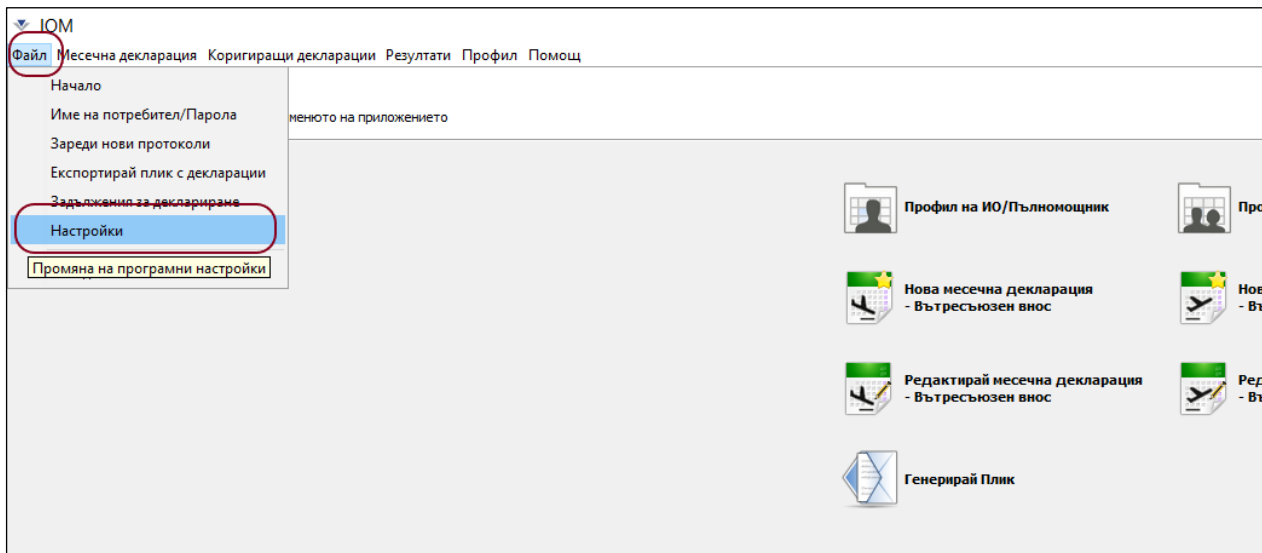 IOM
Файл Месечна декларация Коригиращи декларации Резултати Профил Помощ
Начало
Име на потребител/Парола
менюто на приложението
Зареди нови протоколи
Експортирай плик с декларации
Задължения за деклариране
Настройки
Промяна на програмни настройки
Профил на ИО/Пълномощник
Про
Нова месечна декларация
- Вътресъюзен внос
Нов
- Въ
Редактирай месечна декларация
- Вътресъюзен внос
Ред
- Въ
Генерирай Плик